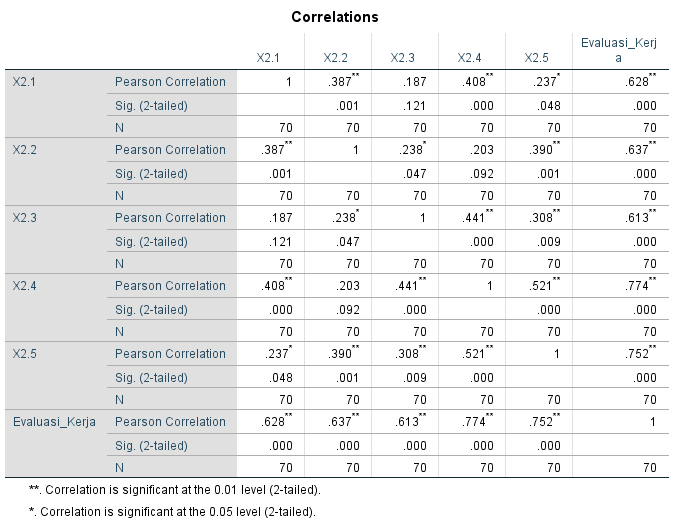 Correlations
X2.1 X2.2 X2.3 X2.4 X2.5 Evaluasi_Kerj
a
X2.1 Pearson Correlation 1 .387** .187 .408** .237* .628**
Sig. (2-tailed) .001 .121 .000 .048 .000
N 70 70 70 70 70 70
X2.2 Pearson Correlation .387** 1 .238* .203 .390** .637**
Sig. (2-tailed) .001 .047 .092 .001 .000
N 70 70 70 70 70 70
X2.3 Pearson Correlation .187 .238* 1 .441** .308** .613**
Sig. (2-tailed) .121 .047 .000 .009 .000
N 70 70 70 70 70 70
X2.4 Pearson Correlation .408** .203 .441** 1 .521** .774**
Sig. (2-tailed) .000 .092 .000 .000 .000
N 70 70 70 70 70 70
X2.5 Pearson Correlation .237* .390** .308** .521** 1 .752**
Sig. (2-tailed) .048 .001 .009 .000 .000
N 70 70 70 70 70 70
Evaluasi_Kerja Pearson Correlation .628** .637** .613** .774** .752** 1
Sig. (2-tailed) .000 .000 .000 .000 .000
N 70 70 70 70 70 70
**. Correlation is significant at the 0.01 level (2-tailed).
*. Correlation is significant at the 0.05 level (2-tailed).